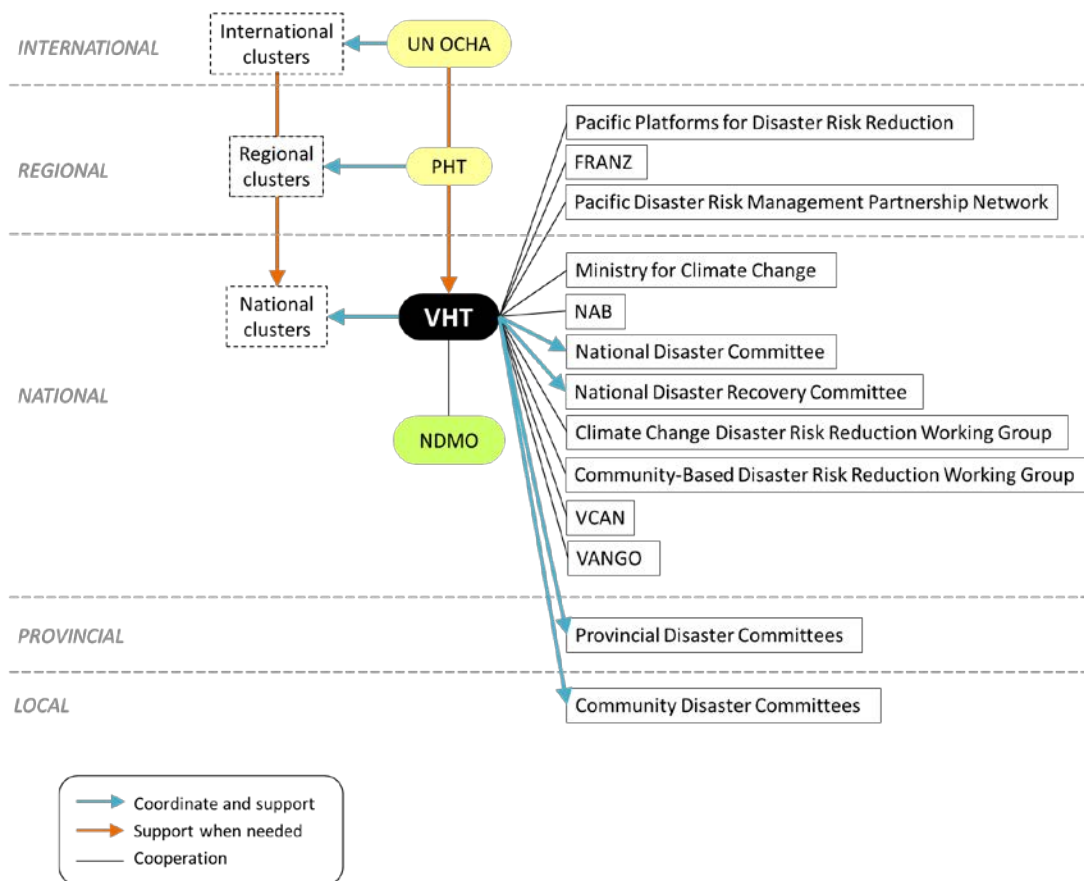 INTERNATIONAL
International
clusters
UN OCHA
REGIONAL
Regional
clusters
PHT
Pacific Platforms for Disaster Risk Reduction
FRANZ
Pacific Disaster Risk Management Partnership Network
NATIONAL
National
clusters
VHT
NDMO
Ministry for Climate Change
NAB
National Disaster Committee
National Disaster Recovery Committee
Climate Change Disaster Risk Reduction Working Group
Community-Based Disaster Risk Reduction Working Group
VCAN
VANGO
PROVINCIAL
Provincial Disaster Committees
LOCAL
Community Disaster Committees
Coordinate and support
Support when needed
Cooperation